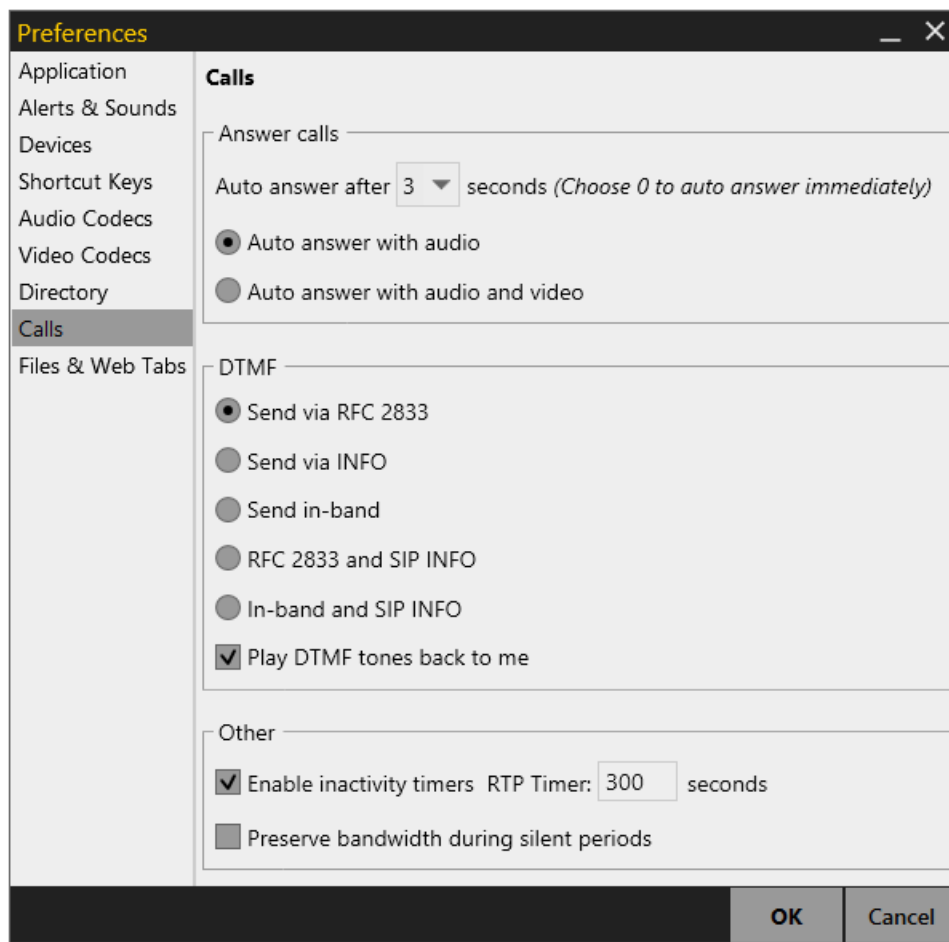 Preferences
Application
Alerts & Sounds
Devices
Shortcut Keys
Audio Codecs
Video Codecs
Directory
Calls
Files & Web Tabs
Calls
Answer calls
Auto answer after 3 seconds (Choose 0 to auto answer immediately)
Auto answer with audio
Auto answer with audio and video
DTMF
Send via RFC 2833
Send via INFO
Send in-band
RFC 2833 and SIP INFO
In-band and SIP INFO
Play DTMF tones back to me
Other
Enable inactivity timers RTP Timer: 300 seconds
Preserve bandwidth during silent periods
OK Cancel